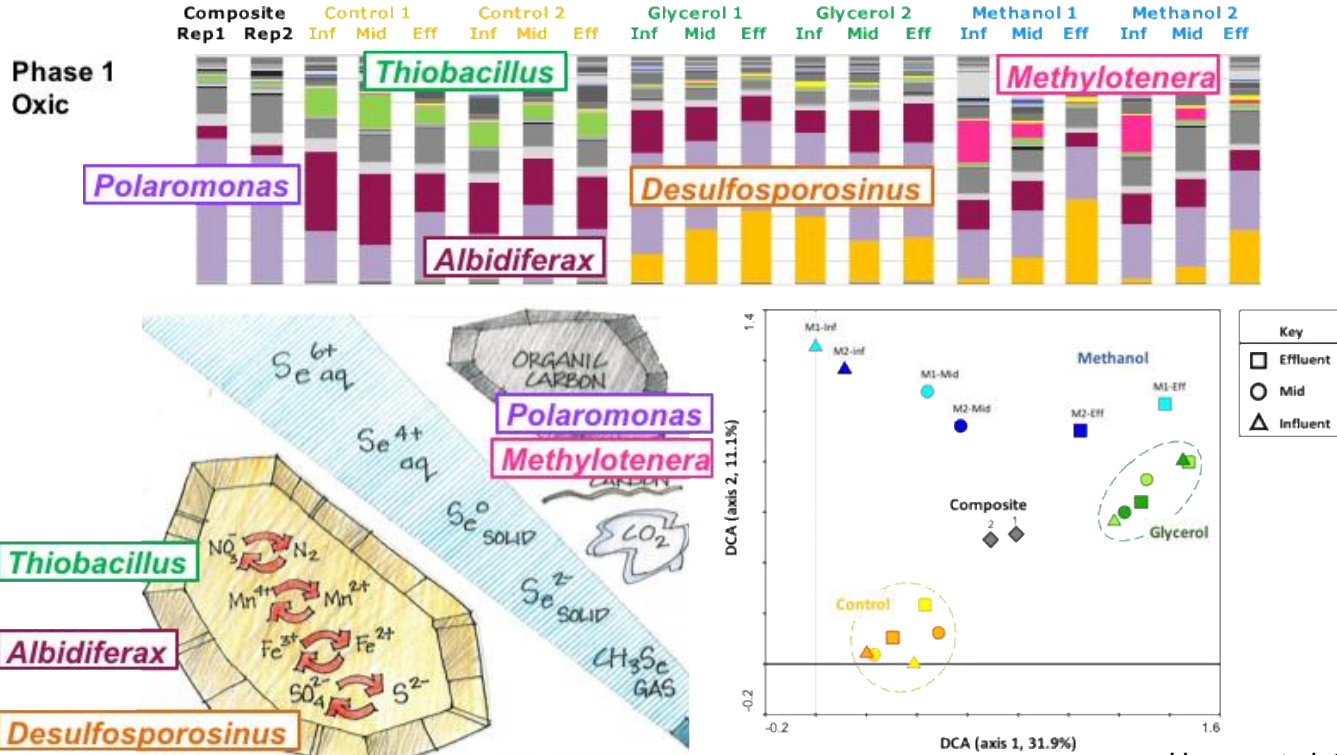 Composite Control 1 Control 2 Glycerol 1 Glycerol 2 Methanol 1 Methanol 2
Rep1 Rep2 Inf Mid Eff Inf Mid Eff Inf Mid Eff Inf Mid Eff Inf Mid Eff Inf Mid Eff
Phase 1
Oxic
Thiobacillus
Methylotenera
Polaromonas
Desulfosporosinus
Albidiferax
Se6+ aq
Se4+
aq
Se0
SOLID
Se2-
SOLID
CH3Se
GAS
ORGANIC
CARBON
Polaromonas
Methylotenera
CARBON
CO2
Thiobacillus
NO3- N2
Mn4+ Mn2+
Albidiferax
Fe3+ Fe2+
SO42- S2-
Desulfosporosinus
1.4
DCA (axis 2, 11.1%)
-0.2
M1-Inf
M2-inf
Methanol
M1-Mid
M1-Eff
M2-Mid
M2-Eff
Composite
2 1
Glycerol
Control
-0.2 1.6
DCA (axis 1, 31.9%)
Key
Effluent
Mid
Influent